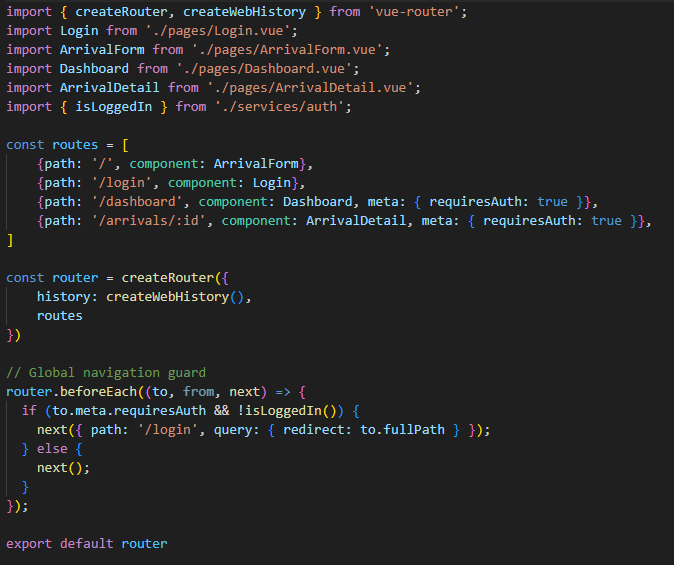 import { createRouter, createWebHistory } from 'vue-router';
import Login from './pages/Login.vue';
import ArrivalForm from './pages/ArrivalForm.vue';
import Dashboard from './pages/Dashboard.vue';
import ArrivalDetail from './pages/ArrivalDetail.vue';
import { isLoggedIn } from './services/auth';

const routes = [
    {path: '/', component: ArrivalForm},
    {path: '/login', component: Login},
    {path: '/dashboard', component: Dashboard, meta: { requiresAuth: true }},
    {path: '/arrivals/:id', component: ArrivalDetail, meta: { requiresAuth: true }},
]

const router = createRouter({
    history: createWebHistory(),
    routes
})

// Global navigation guard
router.beforeEach((to, from, next) => {
  if (to.meta.requiresAuth && !isLoggedIn()) {
    next({ path: '/login', query: { redirect: to.fullPath } });
  } else {
    next();
  }
});

export default router